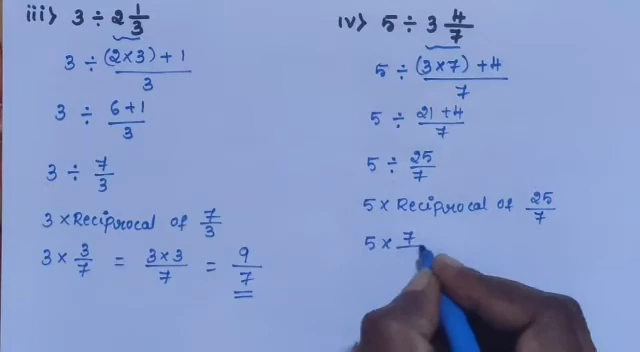 iii) 3 ÷ 2 1/3
3 ÷ (2×3)+1/3
3 ÷ 6+1/3
3 ÷ 7/3
3 × Reciprocal of 7/3
3 × 3/7 = 3×3/7 = 9/7
iv) 5 ÷ 3 4/7
5 ÷ (3×7)+4/7
5 ÷ 21+4/7
5 ÷ 25/7
5 × Reciprocal of 25/7
5 × 7/